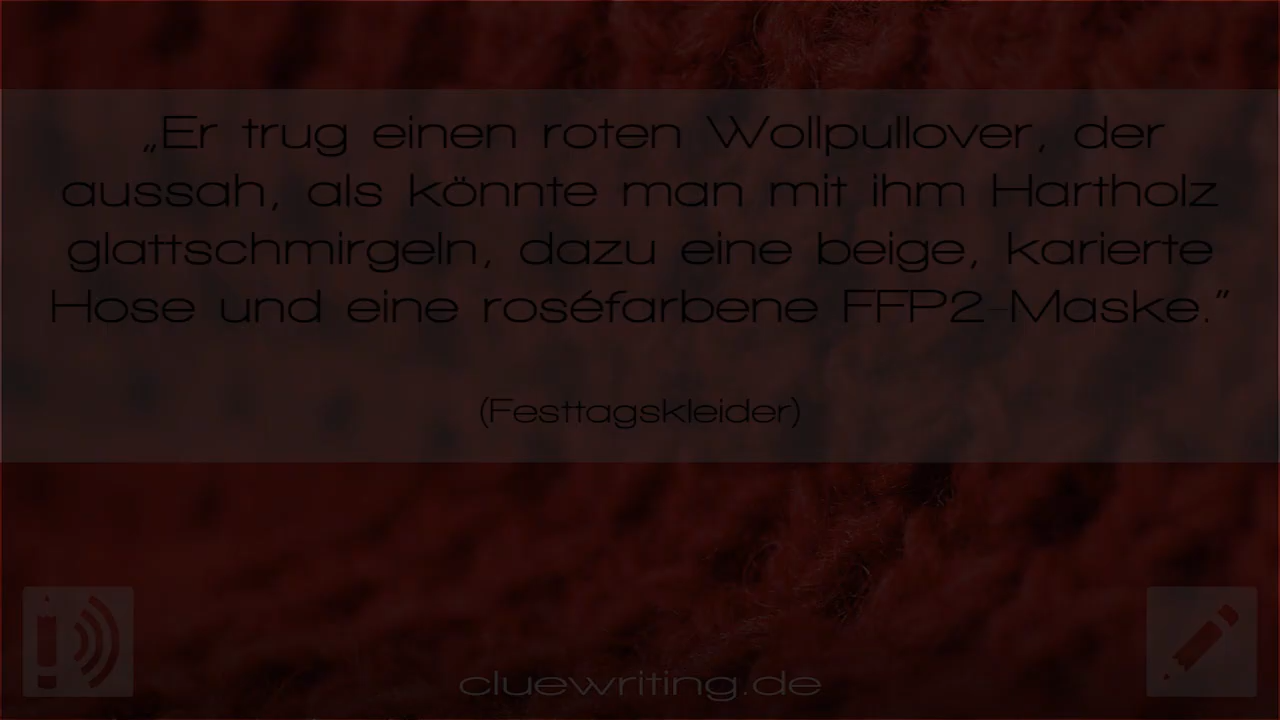 „Er trug einen roten Wollpullover, der
aussah, als könnte man mit ihm Hartholz
glattschmirgeln, dazu eine beige, karierte
Hose und eine roséfarbene FFP2-Maske.“
(Festtagskleider)
cluewriting.de